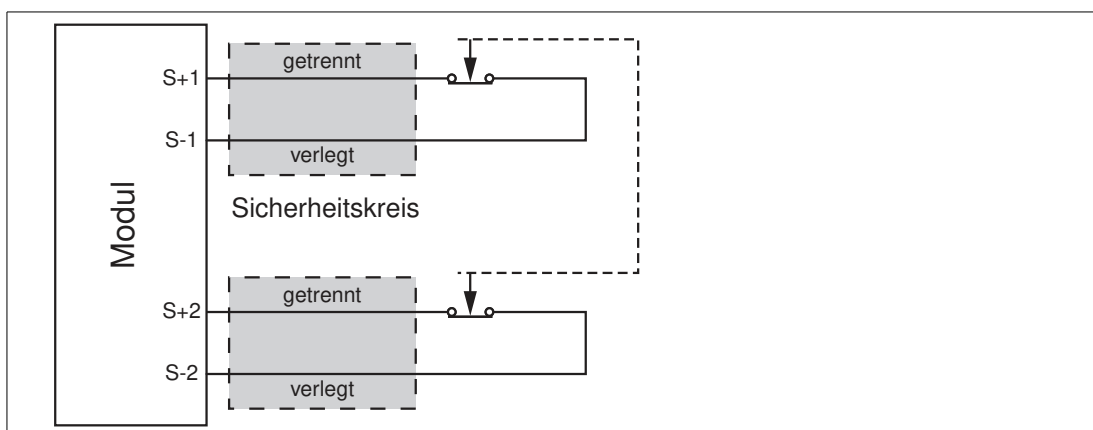 Modul
S+1
S-1
getrennt
verlegt
Sicherheitskreis
S+2
S-2
getrennt
verlegt